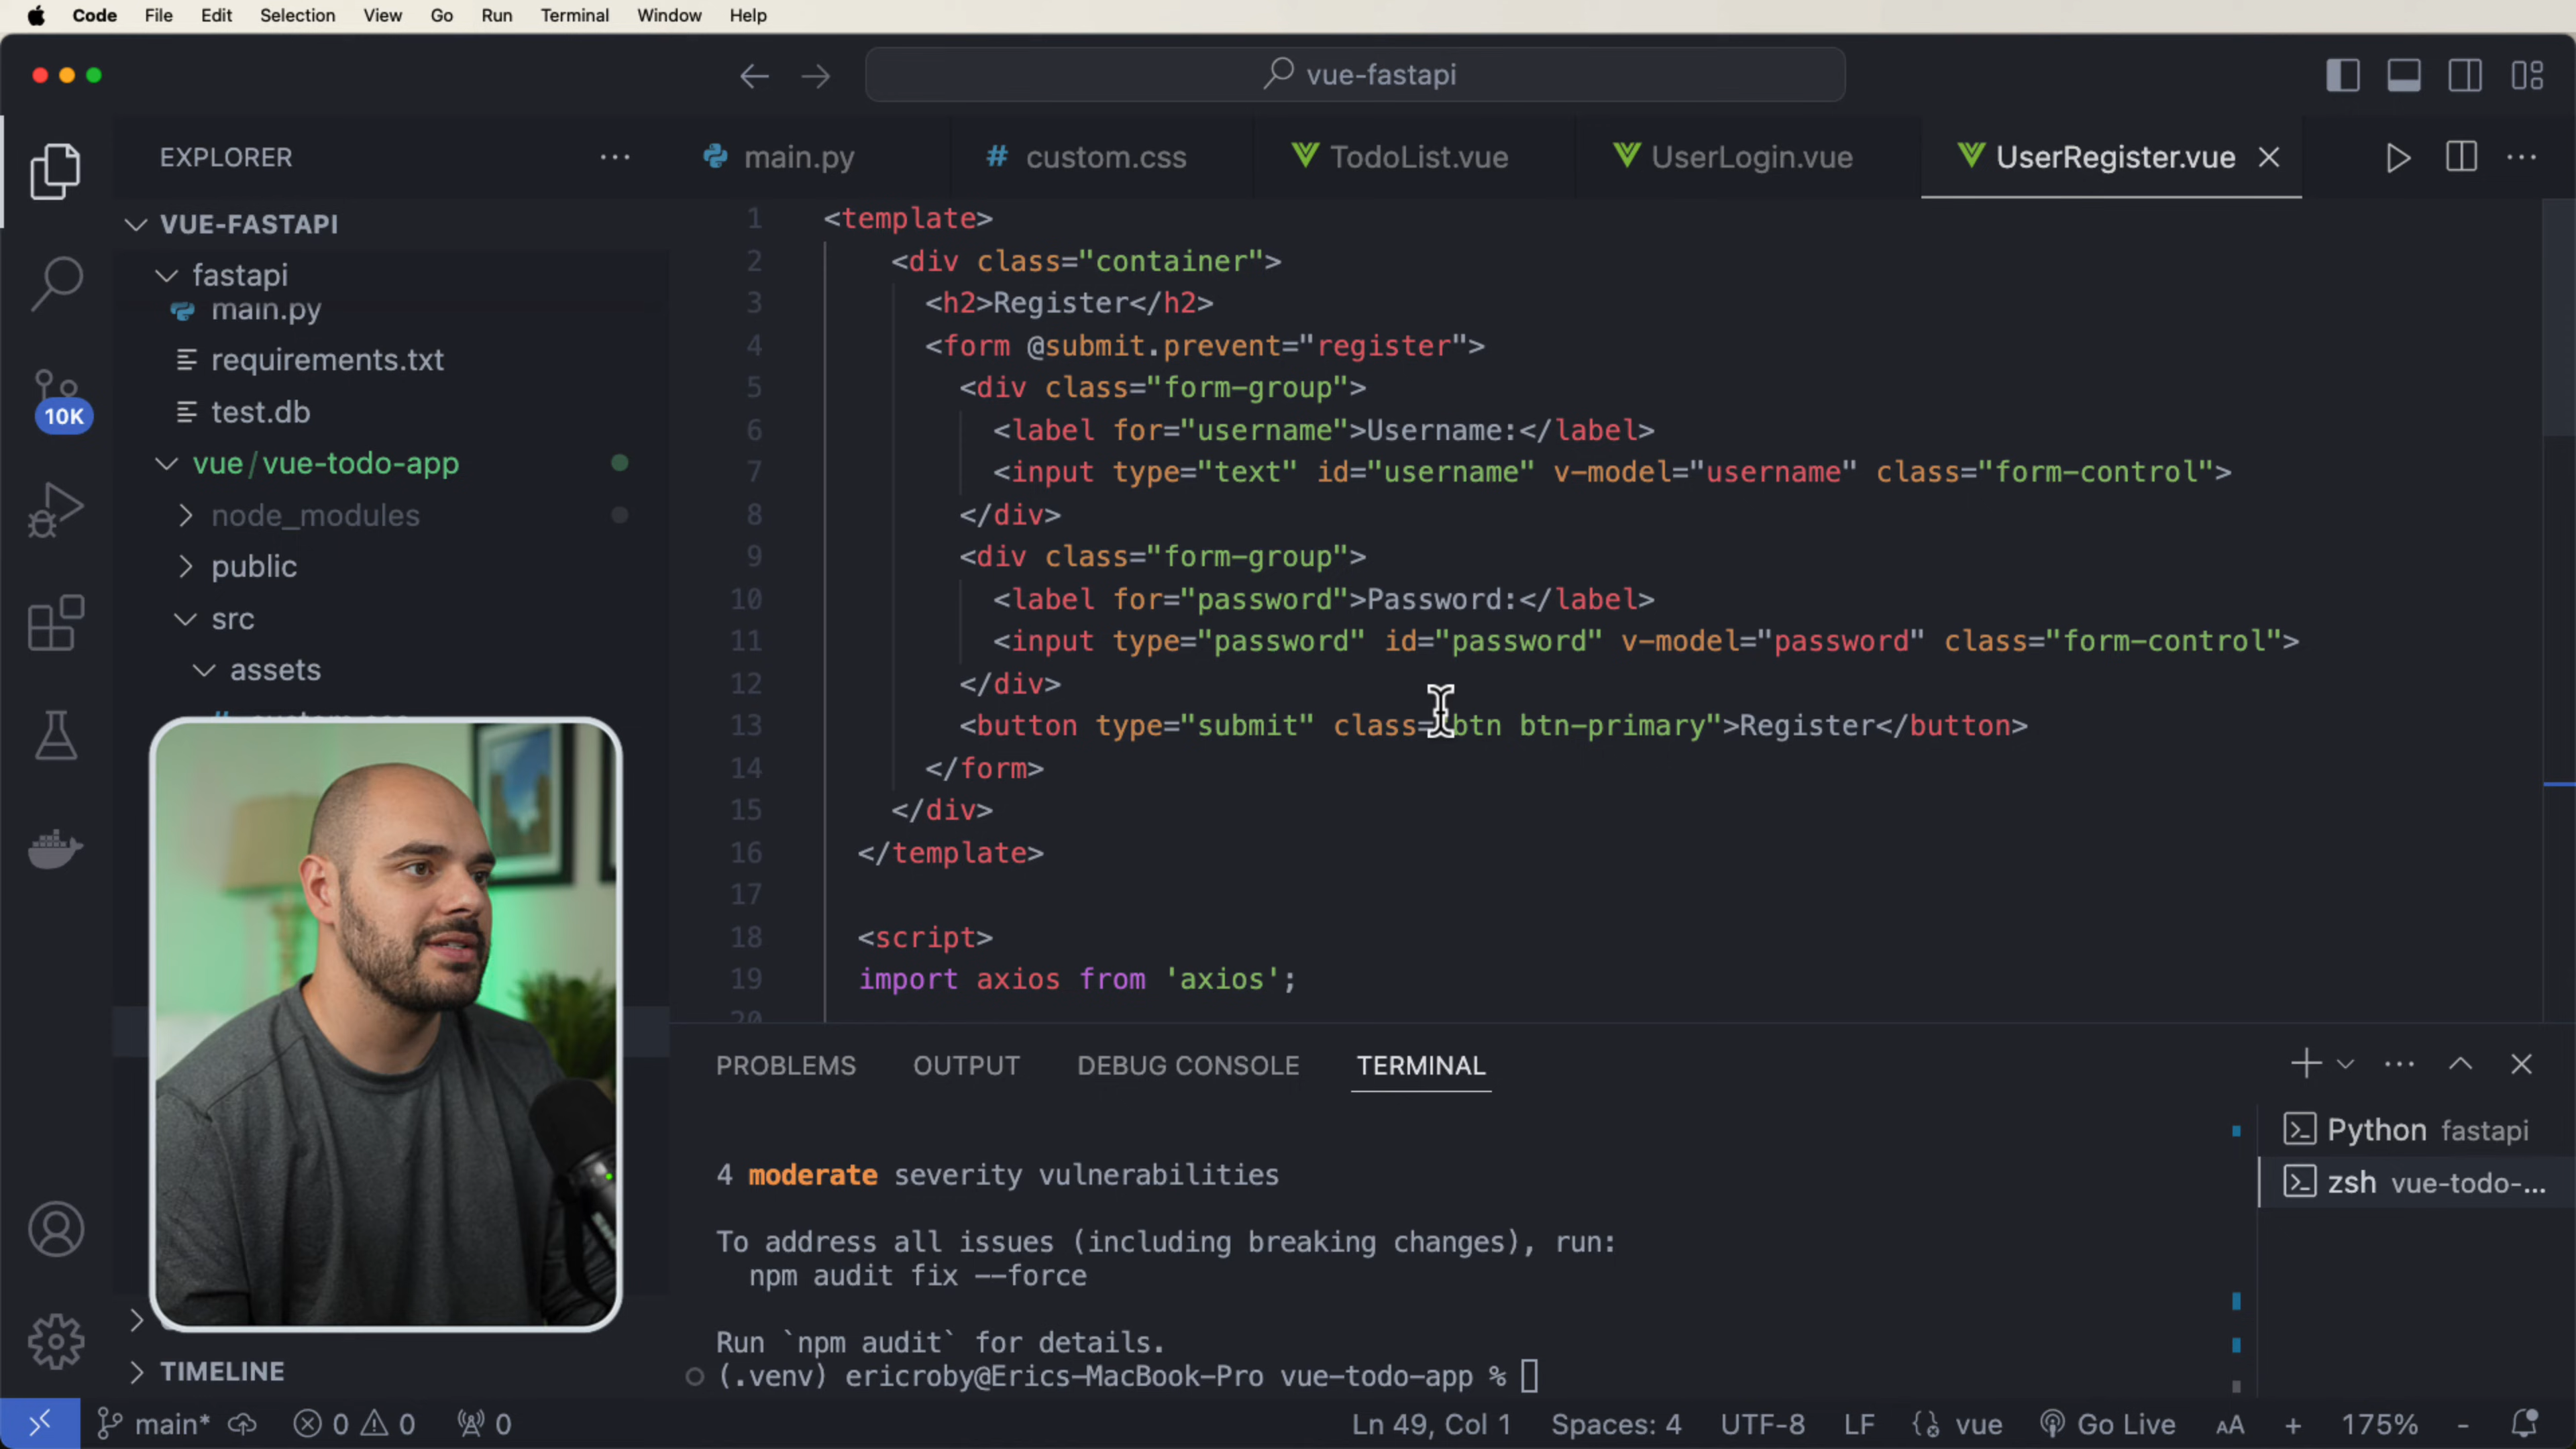 Code File Edit Selection View Go Run Terminal Window Help
vue-fastapi
EXPLORER
main.py
# custom.css
TodoList.vue
UserLogin.vue
UserRegister.vue
VUE-FASTAPI
fastapi
main.py
requirements.txt
test.db
10K
vue/vue-todo-app
node_modules
public
src
assets
1 <template>
2 <div class="container">
3 <h2>Register</h2>
4 <form @submit.prevent="register">
5 <div class="form-group">
6 <label for="username">Username:</label>
7 <input type="text" id="username" v-model="username" class="form-control">
8 </div>
9 <div class="form-group">
10 <label for="password">Password:</label>
11 <input type="password" id="password" v-model="password" class="form-control">
12 </div>
13 <button type="submit" class="btn btn-primary">Register</button>
14 </form>
15 </div>
16 </template>
17
18 <script>
19 import axios from 'axios';
20
PROBLEMS OUTPUT DEBUG CONSOLE TERMINAL
4 moderate severity vulnerabilities
To address all issues (including breaking changes), run:
npm audit fix --force
Run `npm audit` for details.
(.venv) ericroby@Erics-MacBook-Pro vue-todo-app %
Python fastapi
zsh vue-todo-...
TIMELINE
main* 0 0 0 Ln 49, Col 1 Spaces: 4 UTF-8 LF {} vue Go Live AA + 175% -